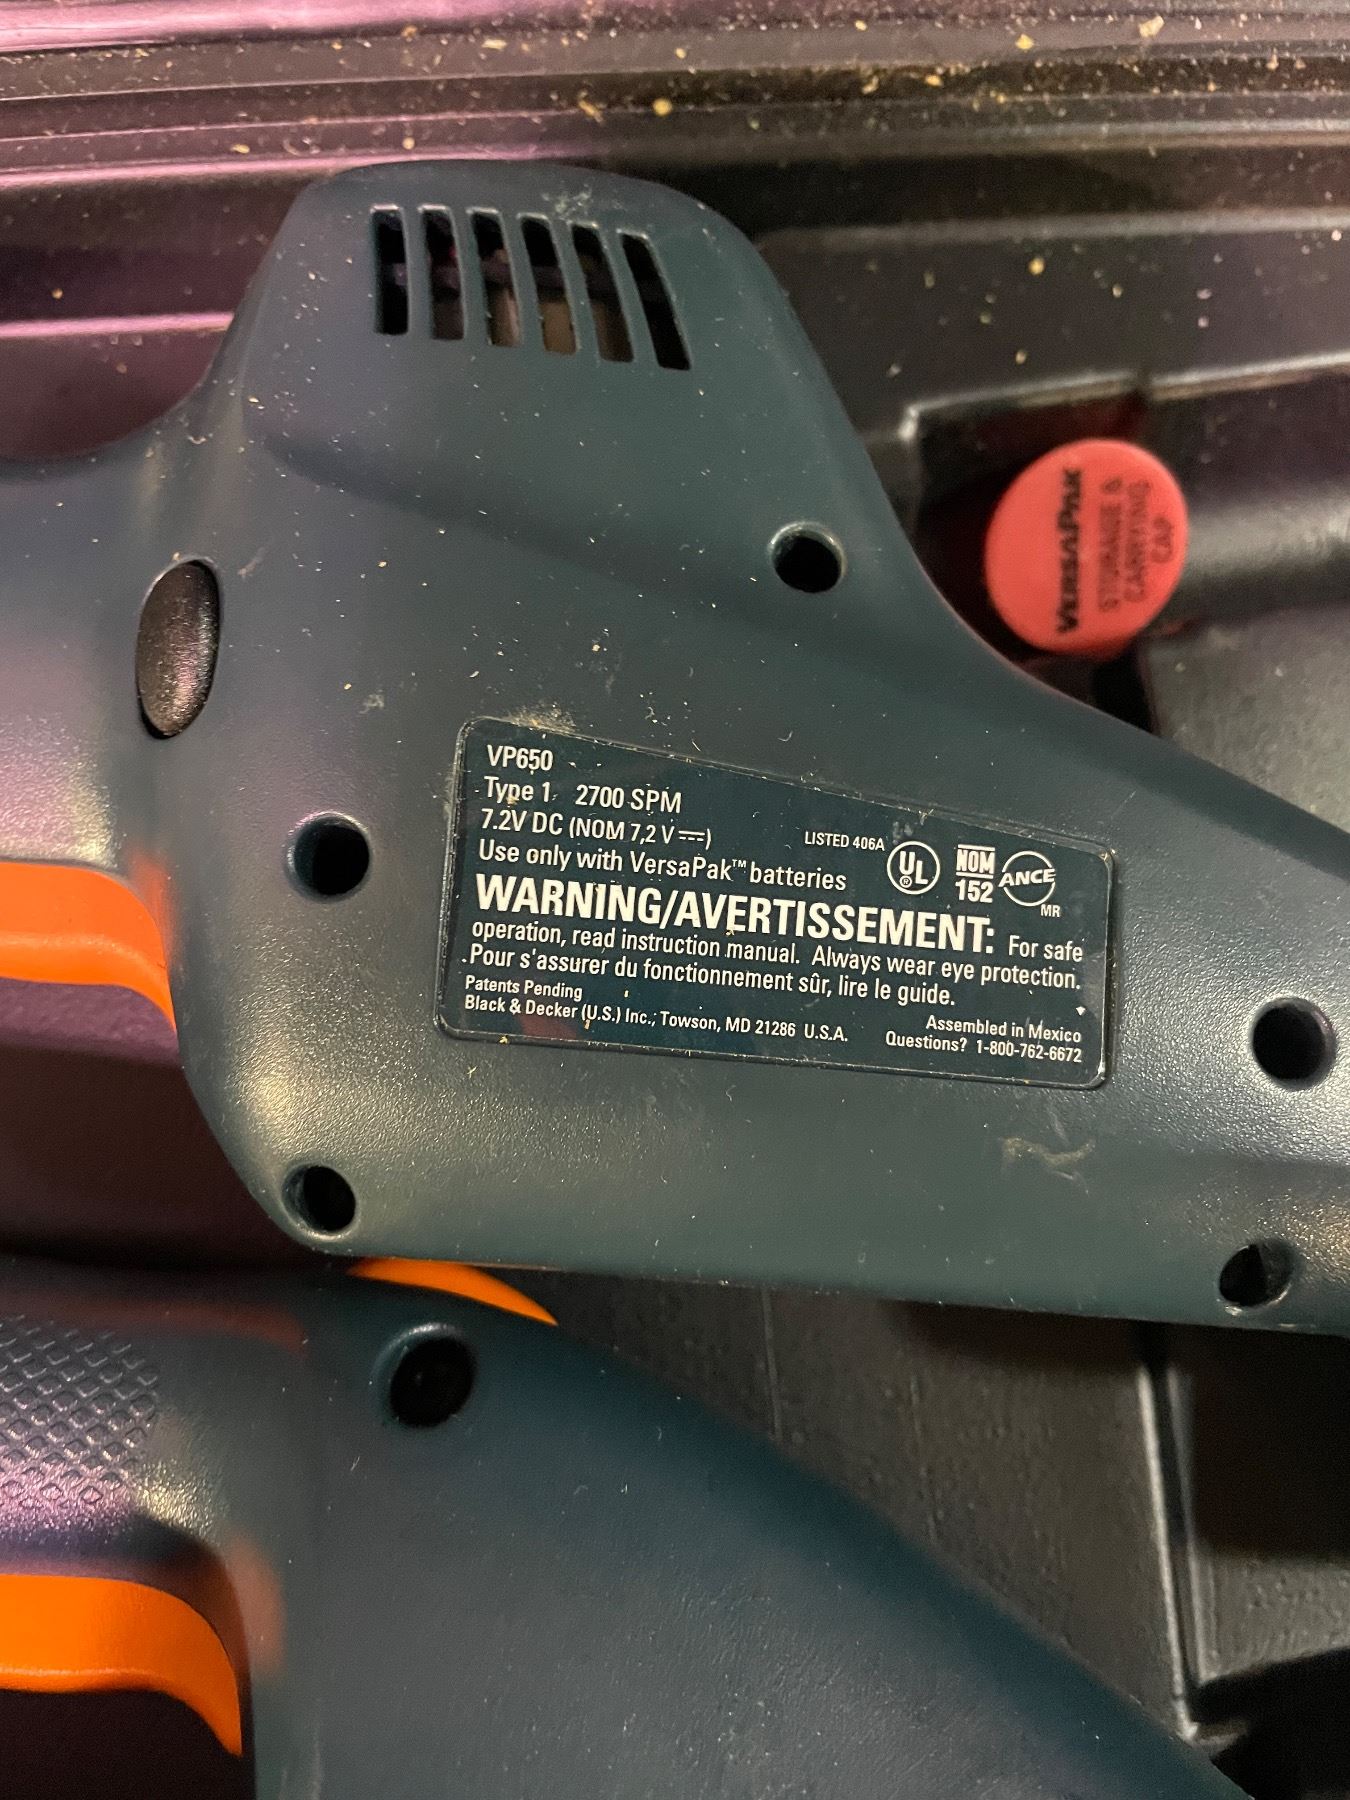 VERSAPAK
STORAGE &
CARRYING
CAP
VP650
Type 1 2700 SPM
7.2V DC (NOM 7,2 V ⎓)
Use only with VersaPak™ batteries
LISTED 406A
UL
®
NOM
152
ANCE
MR
WARNING/AVERTISSEMENT: For safe
operation, read instruction manual. Always wear eye protection.
Pour s'assurer du fonctionnement sûr, lire le guide.
Patents Pending
Black & Decker (U.S.) Inc., Towson, MD 21286 U.S.A.
Assembled in Mexico
Questions? 1-800-762-6672